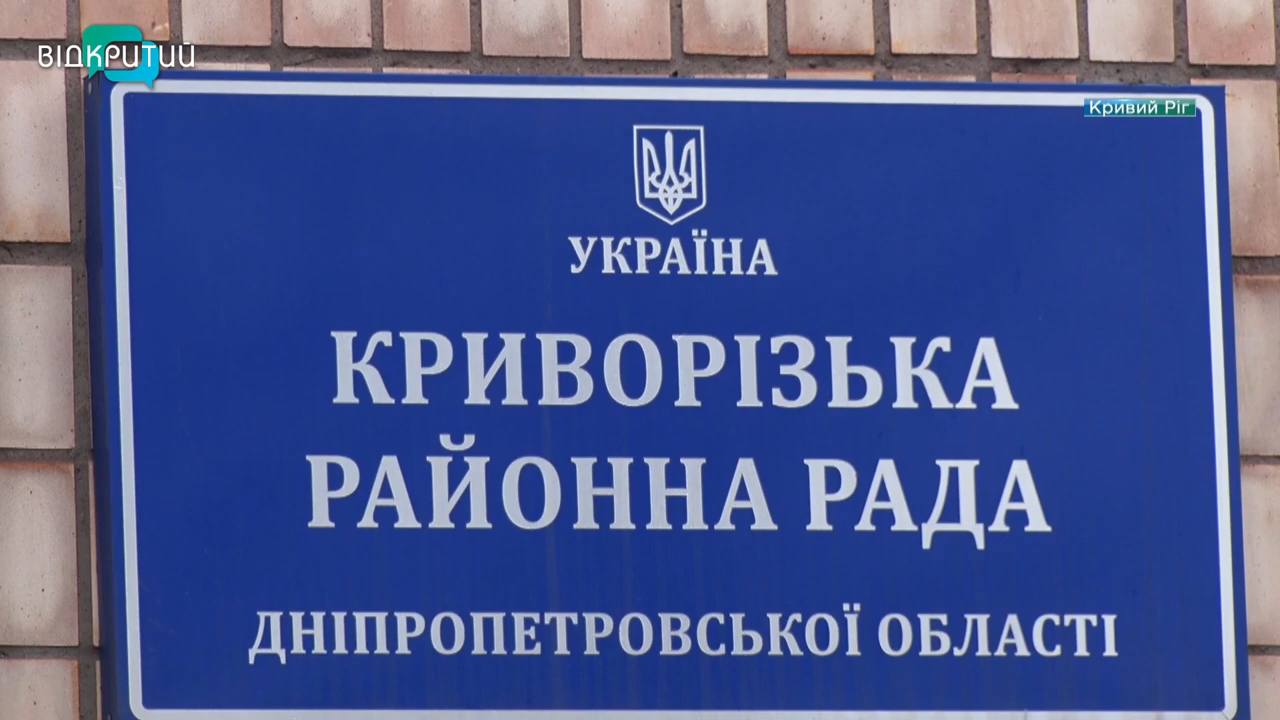 ВІДКРИТИЙ
Кривий Ріг
УКРАЇНА
КРИВОРІЗЬКА
РАЙОННА РАДА
ДНІПРОПЕТРОВСЬКОЇ ОБЛАСТІ